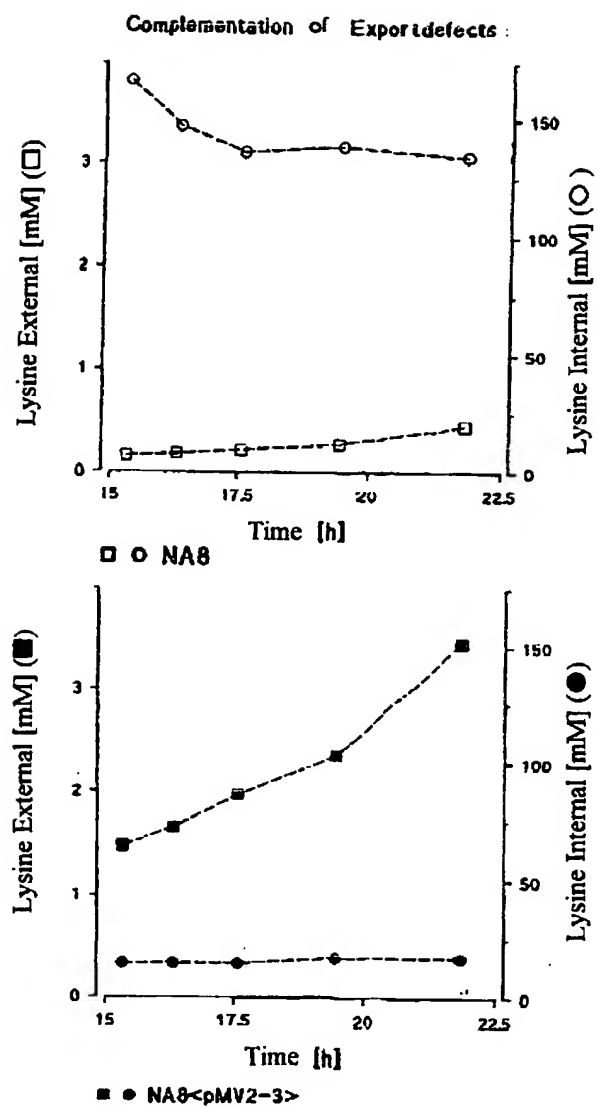 Complementation of Exportdefects :
Lysine External [mM] (□)
3
2
1
0
150
100
50
0
Lysine Internal [mM] (○)
15 17.5 20 22.5
Time [h]
□ ○ NA8
Lysine External [mM] (■)
3
2
1
0
150
100
50
0
Lysine Internal [mM] (●)
15 17.5 20 22.5
Time [h]
■ ● NA8<pMV2-3>